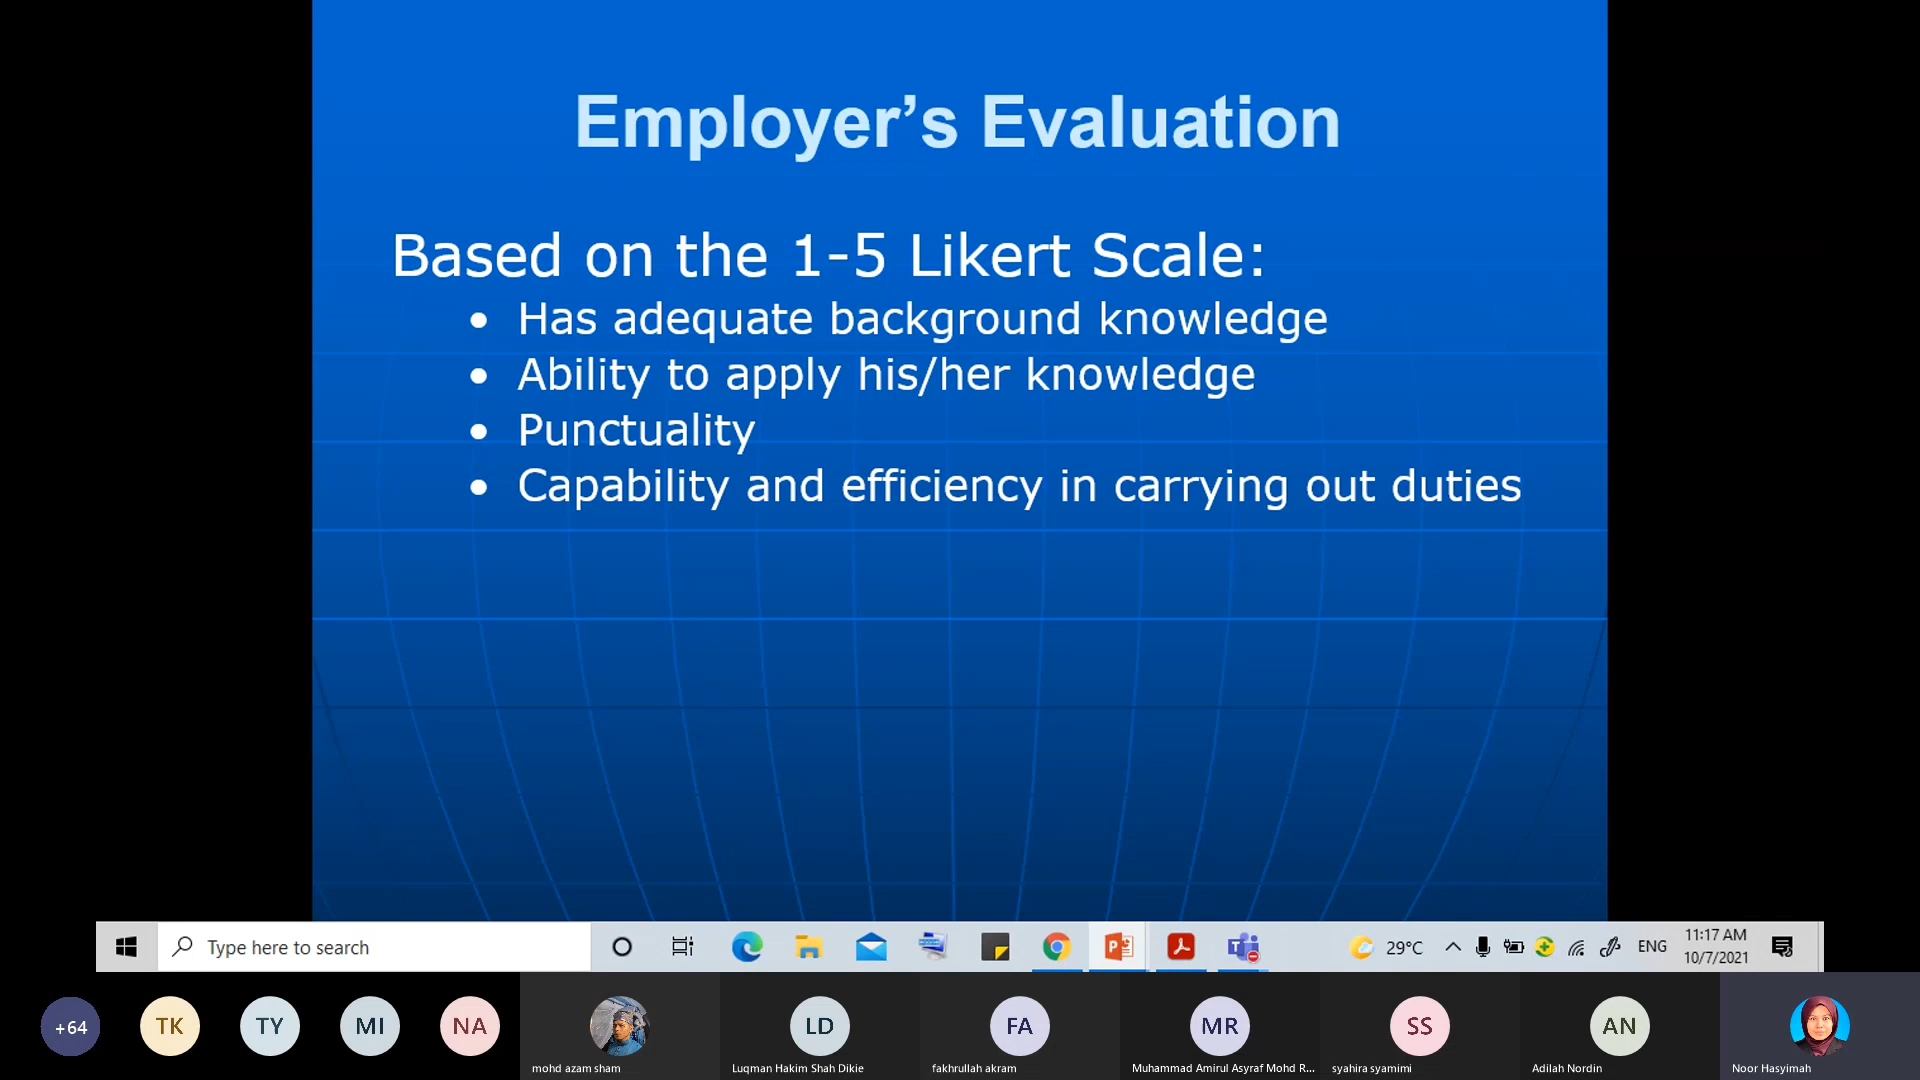 Employer’s Evaluation
Based on the 1-5 Likert Scale:
• Has adequate background knowledge
• Ability to apply his/her knowledge
• Punctuality
• Capability and efficiency in carrying out duties
Type here to search
29°C
ENG
11:17 AM
10/7/2021
+64
TK
TY
MI
NA
LD
FA
MR
SS
AN
mohd azam sham
Luqman Hakim Shah Dikie
fakhrullah akram
Muhammad Amirul Asyraf Mohd R...
syahira syamimi
Adilah Nordin
Noor Hasyimah